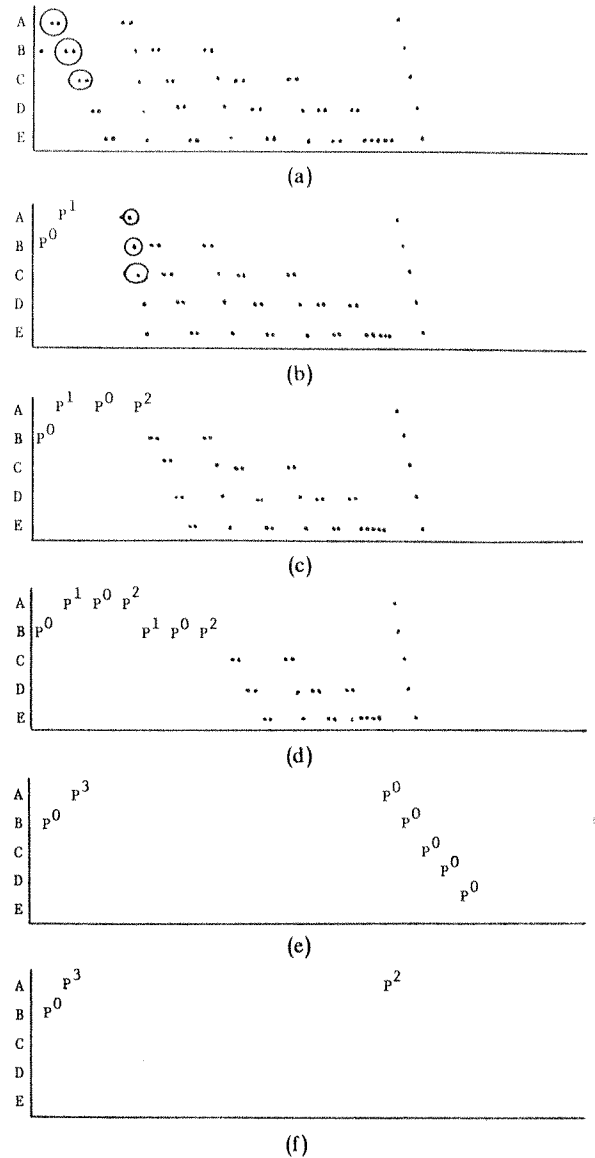 A
B
C
D
E
(a)
A P¹
B P⁰
C
D
E
(b)
A P¹ P⁰ P²
B P⁰
C
D
E
(c)
A P¹ P⁰ P²
B P⁰ P¹ P⁰ P²
C
D
E
(d)
A P³ P⁰
B P⁰ P⁰
C P⁰
D P⁰
E P⁰
(e)
A P³ P²
B P⁰
C
D
E
(f)